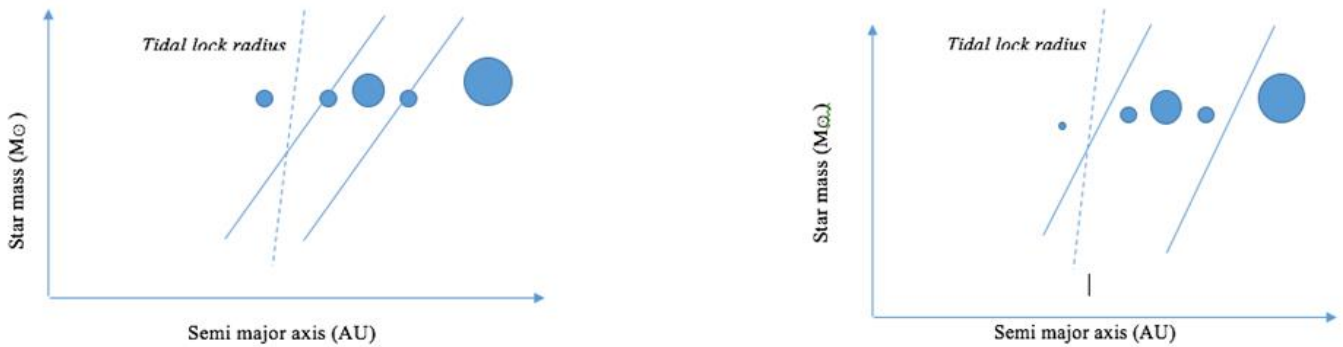 Tidal lock radius
Star mass (M⊙)
Semi major axis (AU)
Tidal lock radius
Star mass (M⊙)
Semi major axis (AU)